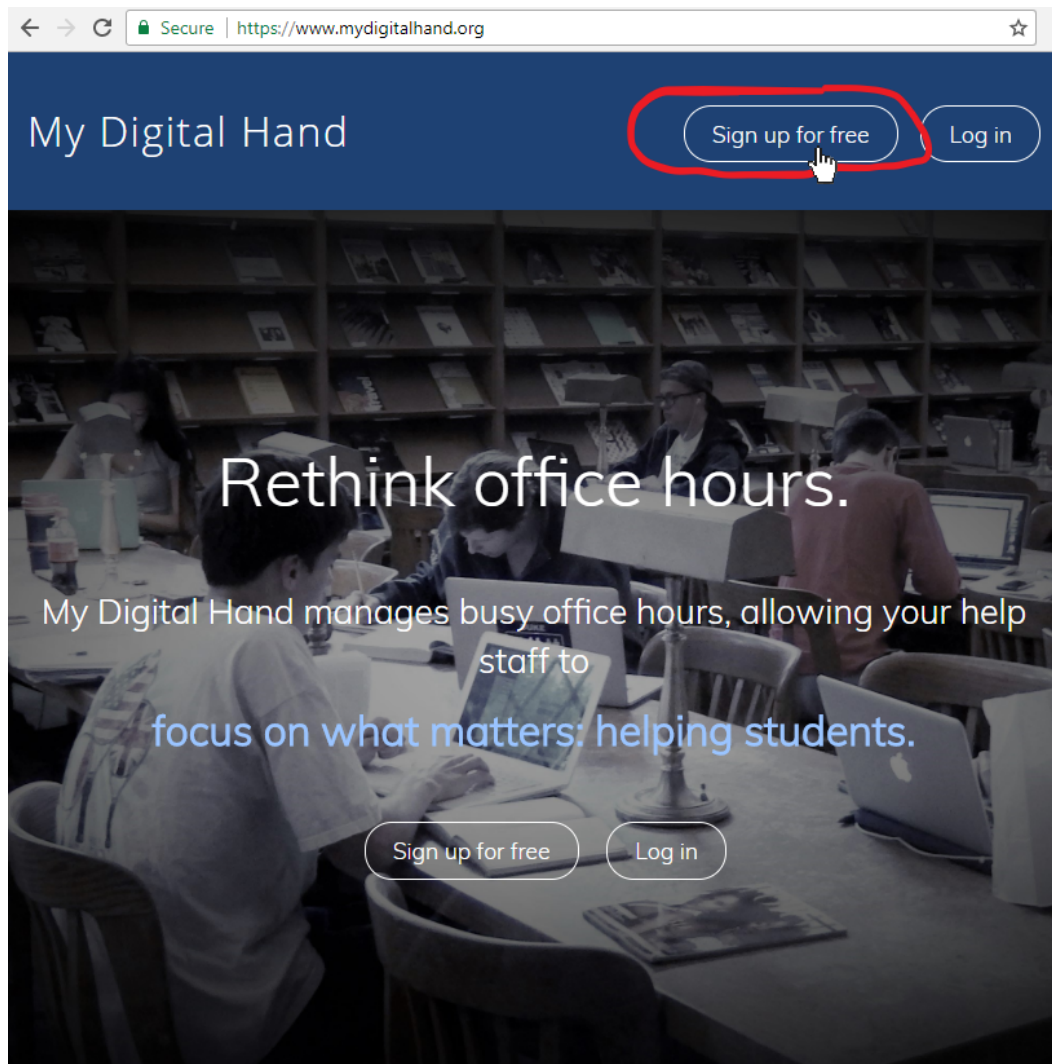 Secure | https://www.mydigitalhand.org
My Digital Hand
Sign up for free
Log in
Rethink office hours.
My Digital Hand manages busy office hours, allowing your help
staff to
focus on what matters: helping students.
Sign up for free
Log in